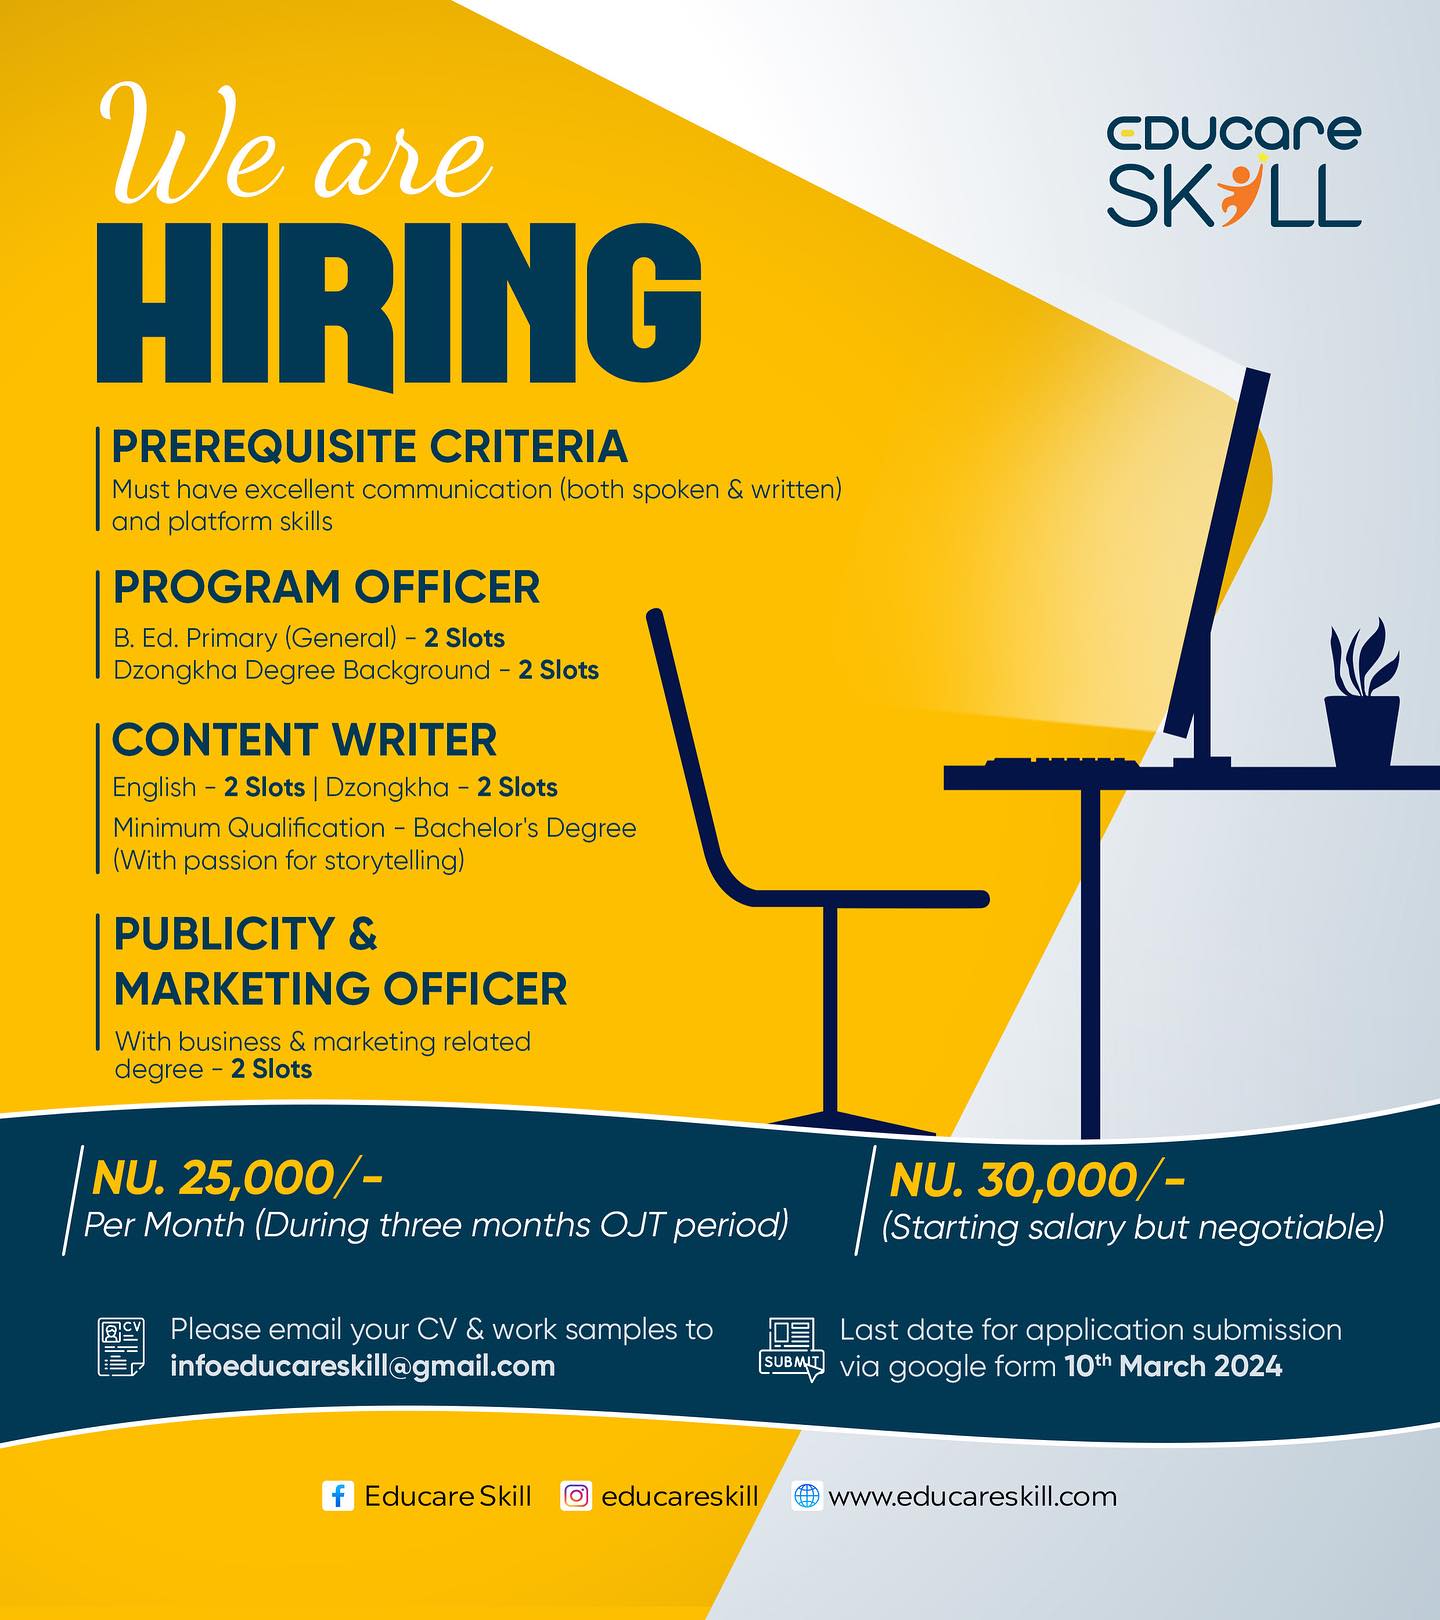 We are
HIRING
EDUcare
SKILL
PREREQUISITE CRITERIA
Must have excellent communication (both spoken & written)
and platform skills
PROGRAM OFFICER
B. Ed. Primary (General) - 2 Slots
Dzongkha Degree Background - 2 Slots
CONTENT WRITER
English - 2 Slots | Dzongkha - 2 Slots
Minimum Qualification - Bachelor's Degree
(With passion for storytelling)
PUBLICITY &
MARKETING OFFICER
With business & marketing related
degree - 2 Slots
NU. 25,000/-
Per Month (During three months OJT period)
NU. 30,000/-
(Starting salary but negotiable)
CV
Please email your CV & work samples to
infoeducareskill@gmail.com
SUBMIT
Last date for application submission
via google form 10th March 2024
Educare Skill
educareskill
www.educareskill.com